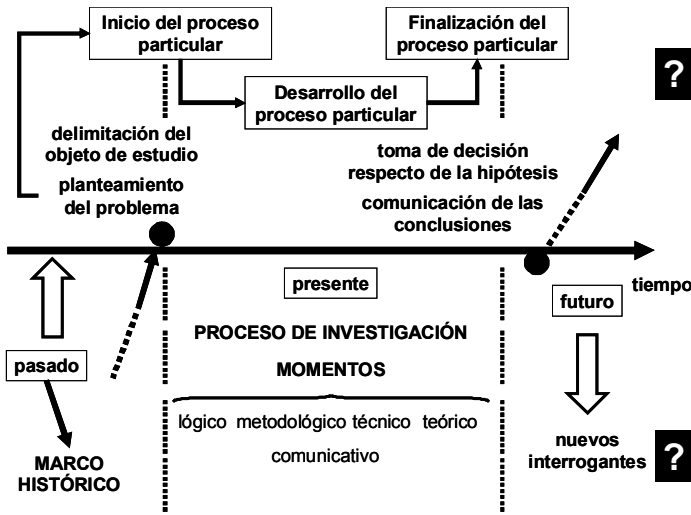 Inicio del proceso
particular
Finalización del
proceso particular
?
Desarrollo del
proceso particular
delimitación del
objeto de estudio
planteamiento
del problema
toma de decisión
respecto de la hipótesis
comunicación de las
conclusiones
tiempo
presente
futuro
PROCESO DE INVESTIGACIÓN
MOMENTOS
pasado
lógico metodológico técnico teórico
comunicativo
MARCO
HISTÓRICO
nuevos
interrogantes
?